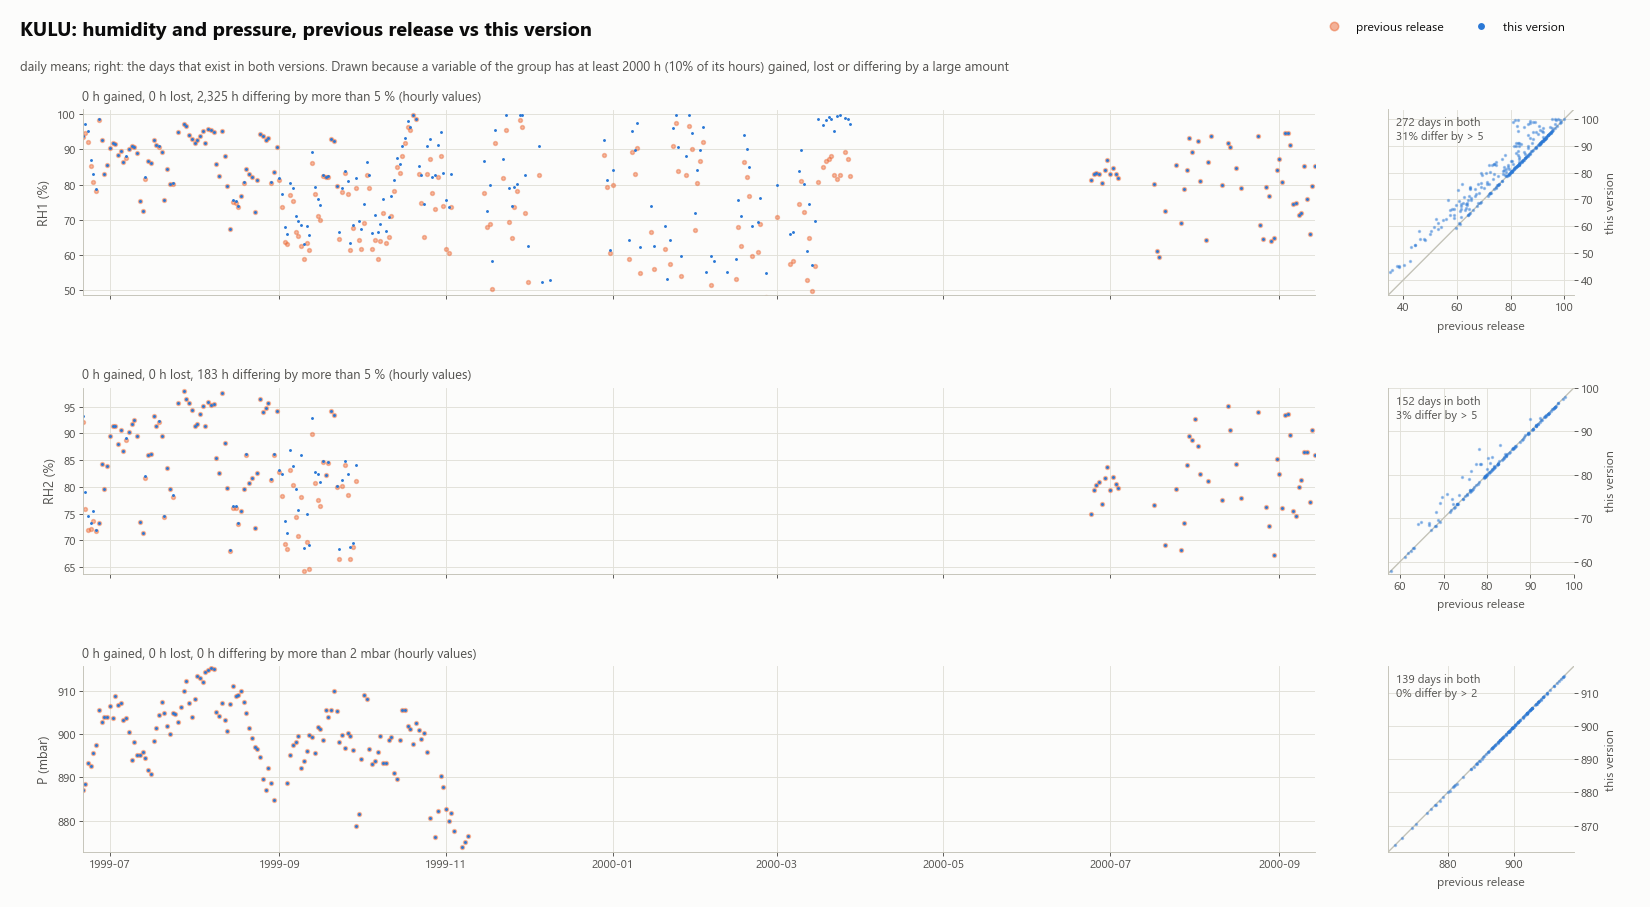 KULU: humidity and pressure, previous release vs this version
previous release
this version
daily means; right: the days that exist in both versions. Drawn because a variable of the group has at least 2000 h (10% of its hours) gained, lost or differing by a large amount
0 h gained, 0 h lost, 2,325 h differing by more than 5 % (hourly values)
RH1 (%)
100
90
80
70
60
50
272 days in both
31% differ by > 5
100
90
80
70
60
50
40
this version
40
60
80
100
previous release
0 h gained, 0 h lost, 183 h differing by more than 5 % (hourly values)
RH2 (%)
95
90
85
80
75
70
65
152 days in both
3% differ by > 5
100
90
80
70
60
this version
60
70
80
90
100
previous release
0 h gained, 0 h lost, 0 h differing by more than 2 mbar (hourly values)
P (mbar)
910
900
890
880
1999-07
1999-09
1999-11
2000-01
2000-03
2000-05
2000-07
2000-09
139 days in both
0% differ by > 2
910
900
890
880
870
this version
880
900
previous release